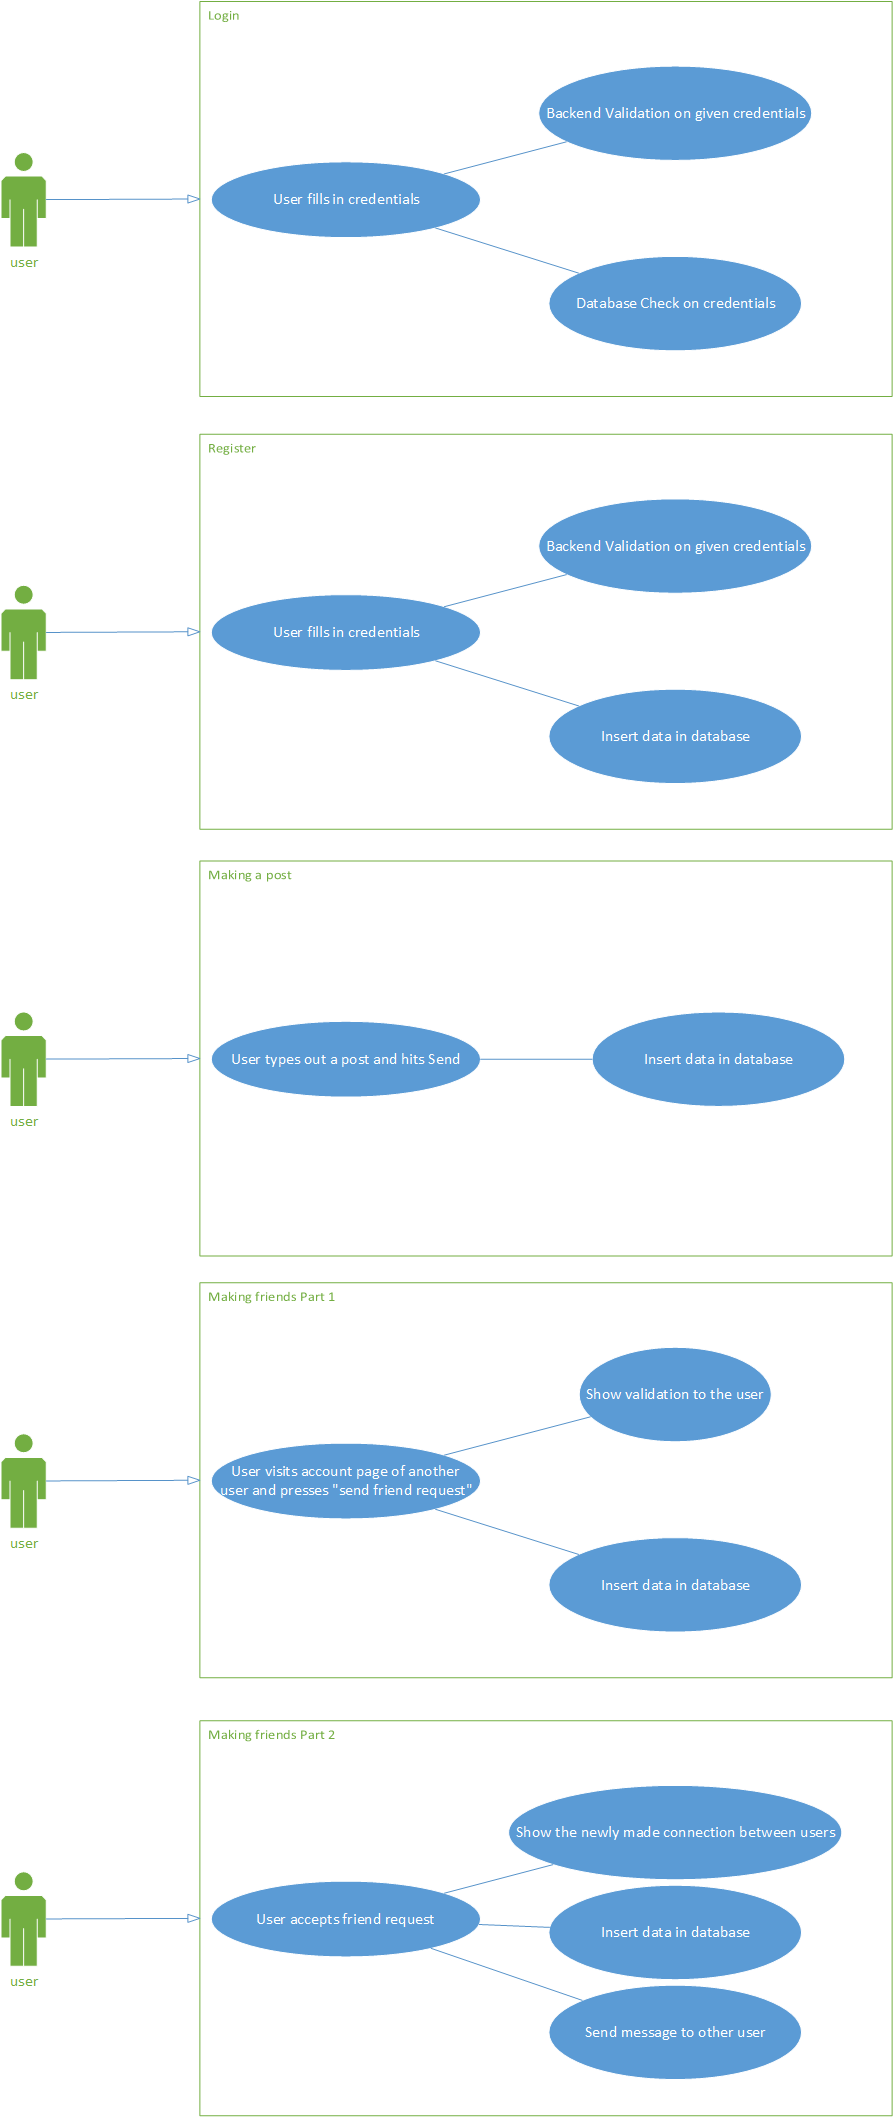 Login
Backend Validation on given credentials
User fills in credentials
user
Database Check on credentials
Register
Backend Validation on given credentials
User fills in credentials
user
Insert data in database
Making a post
User types out a post and hits Send
Insert data in database
user
Making friends Part 1
Show validation to the user
User visits account page of another
user and presses "send friend request"
user
Insert data in database
Making friends Part 2
Show the newly made connection between users
User accepts friend request
Insert data in database
user
Send message to other user